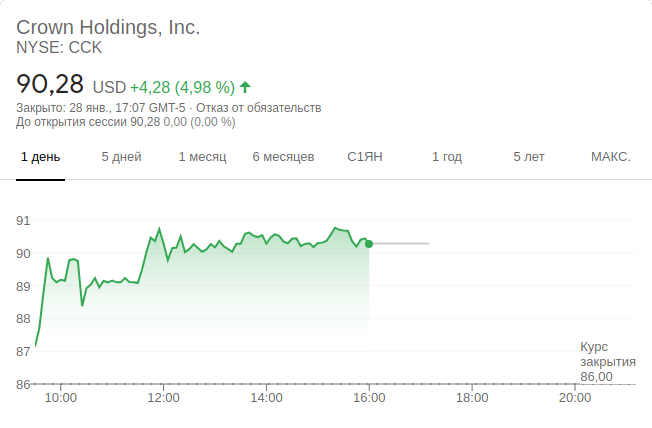 Crown Holdings, Inc.
NYSE: CCK
90,28 USD +4,28 (4,98 %)
Закрыто: 28 янв., 17:07 GMT-5 · Отказ от обязательств
До открытия сессии 90,28 0,00 (0,00 %)
1 день 5 дней 1 месяц 6 месяцев С1ЯН 1 год 5 лет МАКС.
91
90
89
88
87
86
Курс
закрытия
86,00
10:00 12:00 14:00 16:00 18:00 20:00